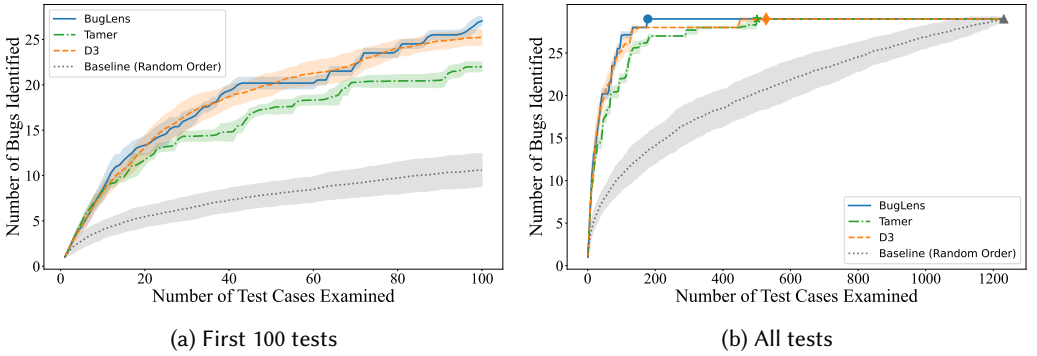 Number of Bugs Identified
25
20
15
10
5
0
BugLens
Tamer
D3
Baseline (Random Order)
0 20 40 60 80 100
Number of Test Cases Examined
(a) First 100 tests
Number of Bugs Identified
25
20
15
10
5
0
BugLens
Tamer
D3
Baseline (Random Order)
0 200 400 600 800 1000 1200
Number of Test Cases Examined
(b) All tests